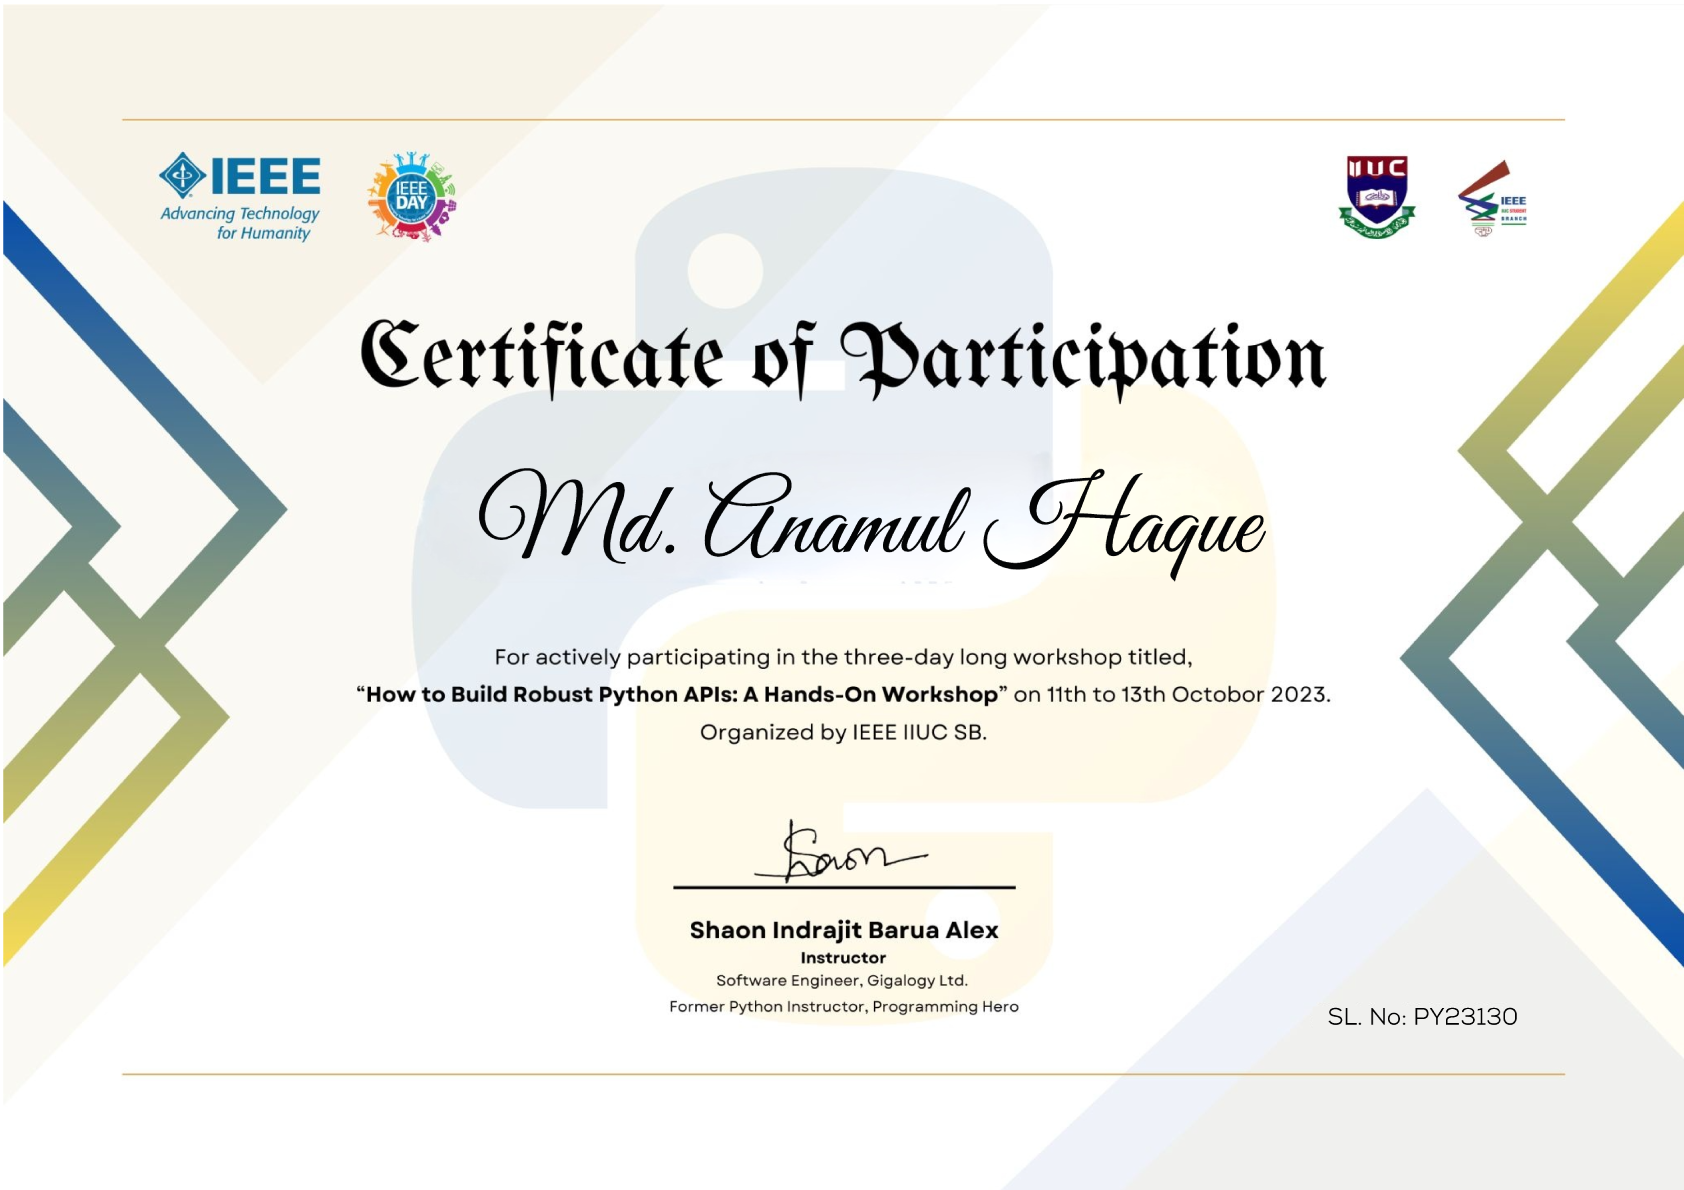 IEEE
Advancing Technology
for Humanity
IEEE
DAY
IIUC
IEEE
IIUC STUDENT
BRANCH
Certificate of Participation
Md. Anamul Haque
For actively participating in the three-day long workshop titled,
“How to Build Robust Python APIs: A Hands-On Workshop” on 11th to 13th Octobor 2023.
Organized by IEEE IIUC SB.
Shaon
Shaon Indrajit Barua Alex
Instructor
Software Engineer, Gigalogy Ltd.
Former Python Instructor, Programming Hero
SL. No: PY23130